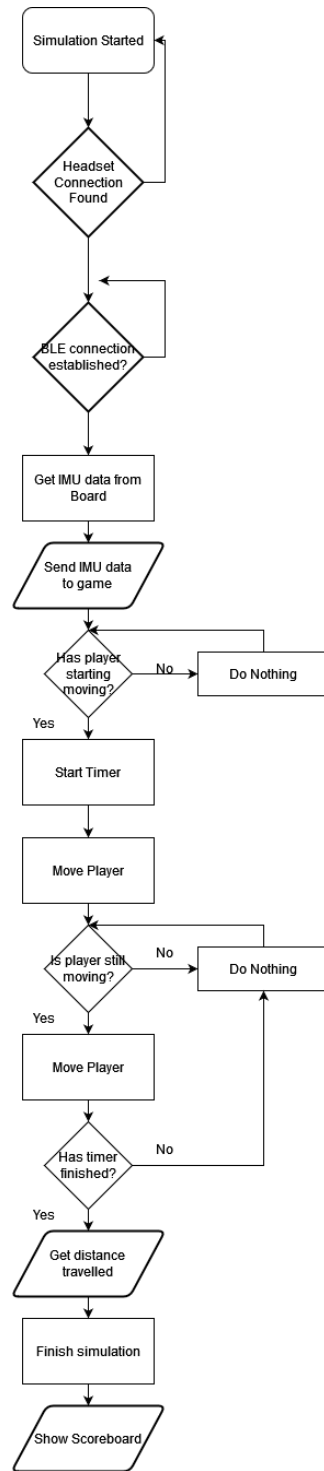 Simulation Started
Headset
Connection
Found
BLE connection
established?
Get IMU data from
Board
Send IMU data
to game
Has player
starting
moving?
No
Do Nothing
Yes
Start Timer
Move Player
Is player still
moving?
No
Do Nothing
Yes
Move Player
Has timer
finished?
No
Yes
Get distance
travelled
Finish simulation
Show Scoreboard